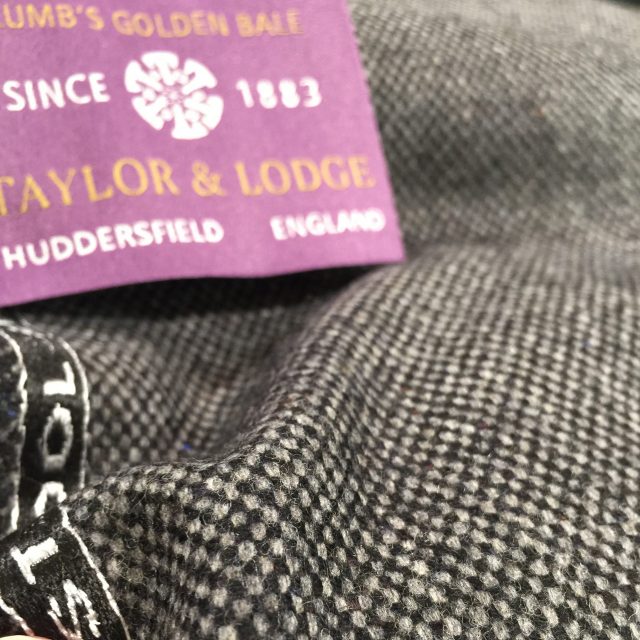 LUMB'S GOLDEN BALE
SINCE 1883
TAYLOR & LODGE
HUDDERSFIELD ENGLAND